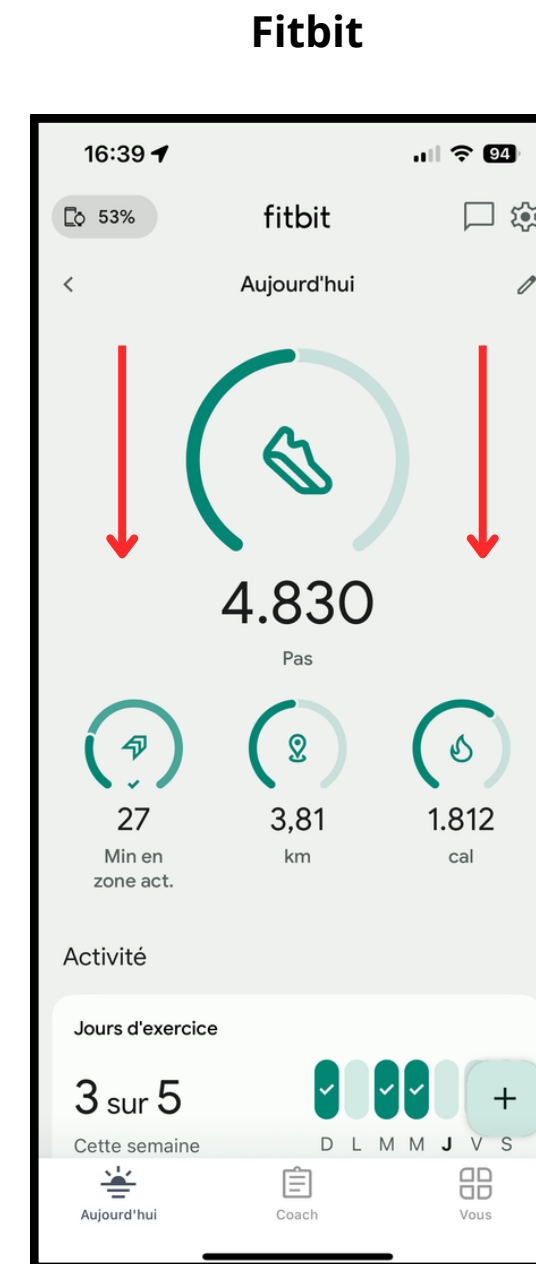 Fitbit
16:39
94
53%
fitbit
Aujourd'hui
4.830
Pas
27
3,81
1.812
Min en
zone act.
km
cal
Activité
Jours d'exercice
3 sur 5
Cette semaine
D L M M J V S
+
Aujourd'hui
Coach
Vous